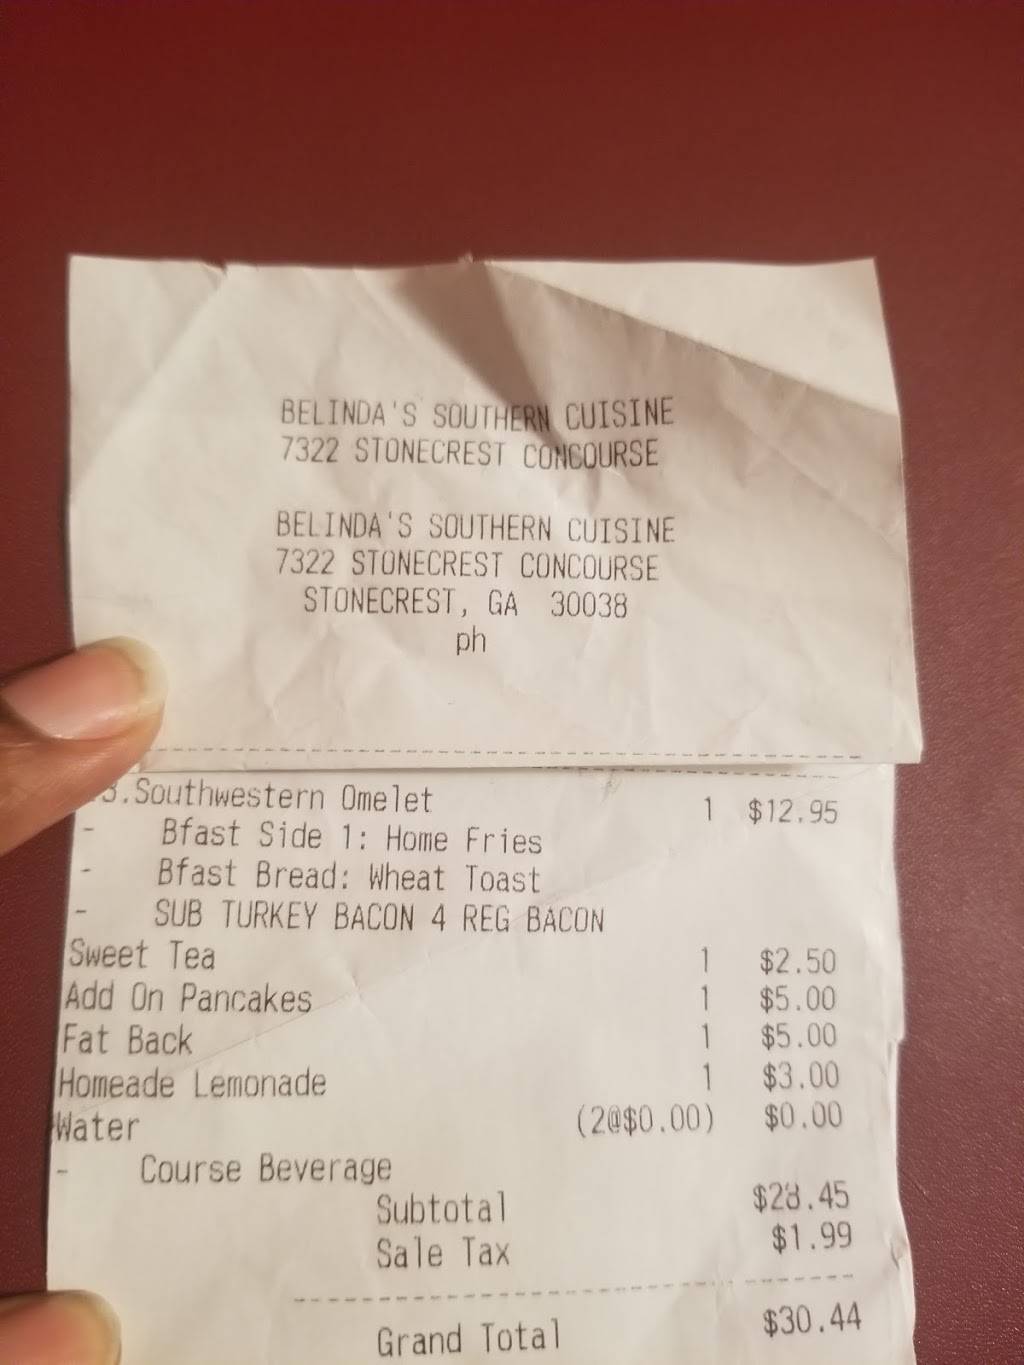 BELINDA'S SOUTHERN CUISINE
7322 STONECREST CONCOURSE
BELINDA'S SOUTHERN CUISINE
7322 STONECREST CONCOURSE
STONECREST, GA 30038
ph
3.Southwestern Omelet 1 $12.95
- Bfast Side 1: Home Fries
- Bfast Bread: Wheat Toast
- SUB TURKEY BACON 4 REG BACON
Sweet Tea 1 $2.50
Add On Pancakes 1 $5.00
Fat Back 1 $5.00
Homeade Lemonade 1 $3.00
Water (2@$0.00) $0.00
- Course Beverage
Subtotal $28.45
Sale Tax $1.99
Grand Total $30.44